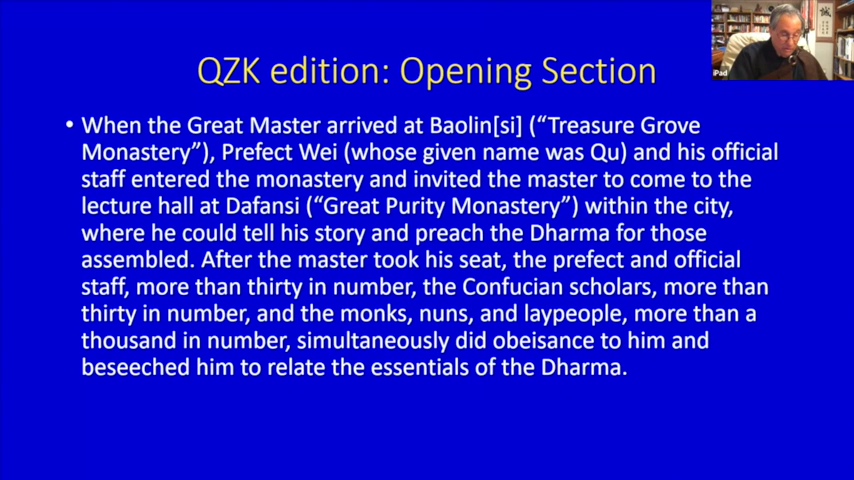 iPad
QZK edition: Opening Section
• When the Great Master arrived at Baolin[si] (“Treasure Grove
Monastery”), Prefect Wei (whose given name was Qu) and his official
staff entered the monastery and invited the master to come to the
lecture hall at Dafansi (“Great Purity Monastery”) within the city,
where he could tell his story and preach the Dharma for those
assembled. After the master took his seat, the prefect and official
staff, more than thirty in number, the Confucian scholars, more than
thirty in number, and the monks, nuns, and laypeople, more than a
thousand in number, simultaneously did obeisance to him and
beseeched him to relate the essentials of the Dharma.